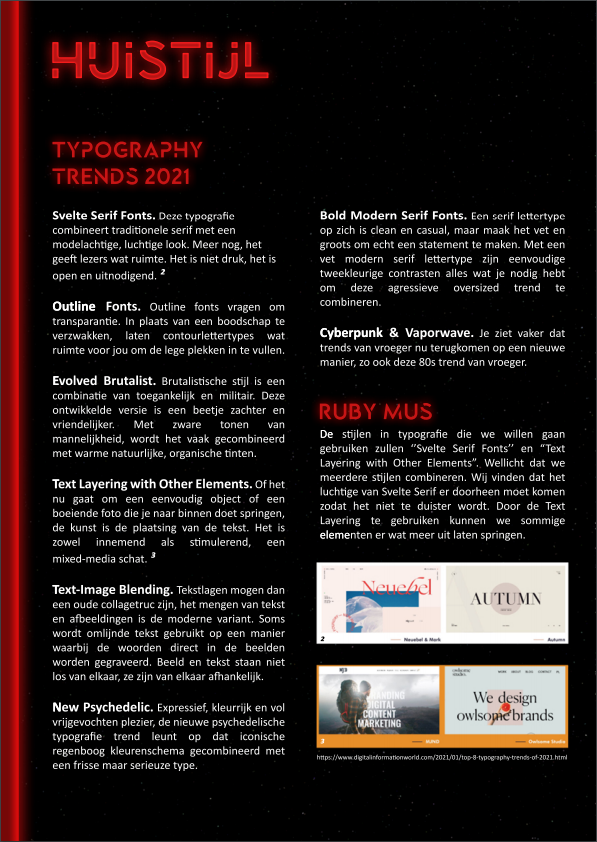 HUiSTijL
TYPOGRAPHY
TRENDS 2021
Svelte Serif Fonts. Deze typografie
combineert traditionele serif met een
modelachtige, luchtige look. Meer nog, het
geeft lezers wat ruimte. Het is niet druk, het is
open en uitnodigend. 2
Outline Fonts. Outline fonts vragen om
transparantie. In plaats van een boodschap te
verzwakken, laten contourlettertypes wat
ruimte voor jou om de lege plekken in te vullen.
Evolved Brutalist. Brutalistische stijl is een
combinatie van toegankelijk en militair. Deze
ontwikkelde versie is een beetje zachter en
vriendelijker. Met zware tonen van
mannelijkheid, wordt het vaak gecombineerd
met warme natuurlijke, organische tinten.
Text Layering with Other Elements. Of het
nu gaat om een eenvoudig object of een
boeiende foto die je naar binnen doet springen,
de kunst is de plaatsing van de tekst. Het is
zowel innemend als stimulerend, een
mixed-media schat. 3
Text-Image Blending. Tekstlagen mogen dan
een oude collagetruc zijn, het mengen van tekst
en afbeeldingen is de moderne variant. Soms
wordt omlijnde tekst gebruikt op een manier
waarbij de woorden direct in de beelden
worden gegraveerd. Beeld en tekst staan niet
los van elkaar, ze zijn van elkaar afhankelijk.
New Psychedelic. Expressief, kleurrijk en vol
vrijgevochten plezier, de nieuwe psychedelische
typografie trend leunt op dat iconische
regenboog kleurenschema gecombineerd met
een frisse maar serieuze type.
Bold Modern Serif Fonts. Een serif lettertype
op zich is clean en casual, maar maak het vet en
groots om echt een statement te maken. Met een
vet modern serif lettertype zijn eenvoudige
tweekleurige contrasten alles wat je nodig hebt
om deze agressieve oversized trend te
combineren.
Cyberpunk & Vaporwave. Je ziet vaker dat
trends van vroeger nu terugkomen op een nieuwe
manier, zo ook deze 80s trend van vroeger.
RUBY MUS
De stijlen in typografie die we willen gaan
gebruiken zullen ‘’Svelte Serif Fonts’’ en “Text
Layering with Other Elements”. Wellicht dat we
meerdere stijlen combineren. Wij vinden dat het
luchtige van Svelte Serif er doorheen moet komen
zodat het niet te duister wordt. Door de Text
Layering te gebruiken kunnen we sommige
elementen er wat meer uit laten springen.
Neuebel
AUTUMN
2
Neuebel & Mark
Autumn
BRANDING
DIGITAL
CONTENT
MARKETING
owlsome
studio
We design
owlsome brands
3
MJND
Owlsome Studio
https://www.digitalinformationworld.com/2021/01/top-8-typography-trends-of-2021.html